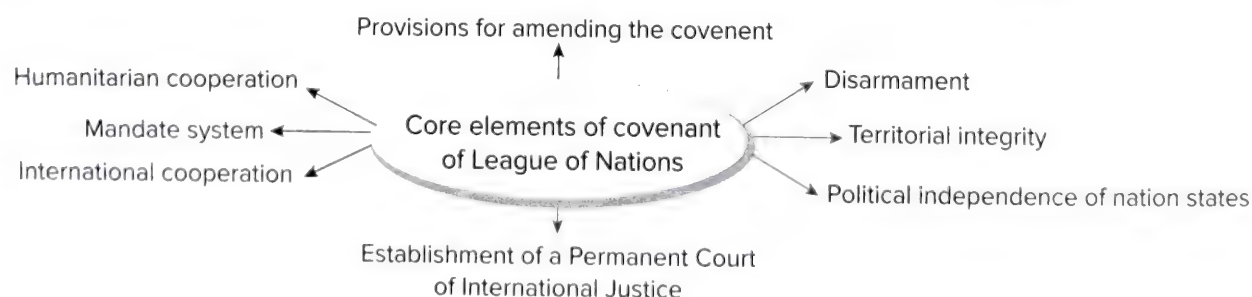 Provisions for amending the covenent
Humanitarian cooperation
Disarmament
Mandate system
Core elements of covenant
of League of Nations
Territorial integrity
International cooperation
Political independence of nation states
Establishment of a Permanent Court
of International Justice